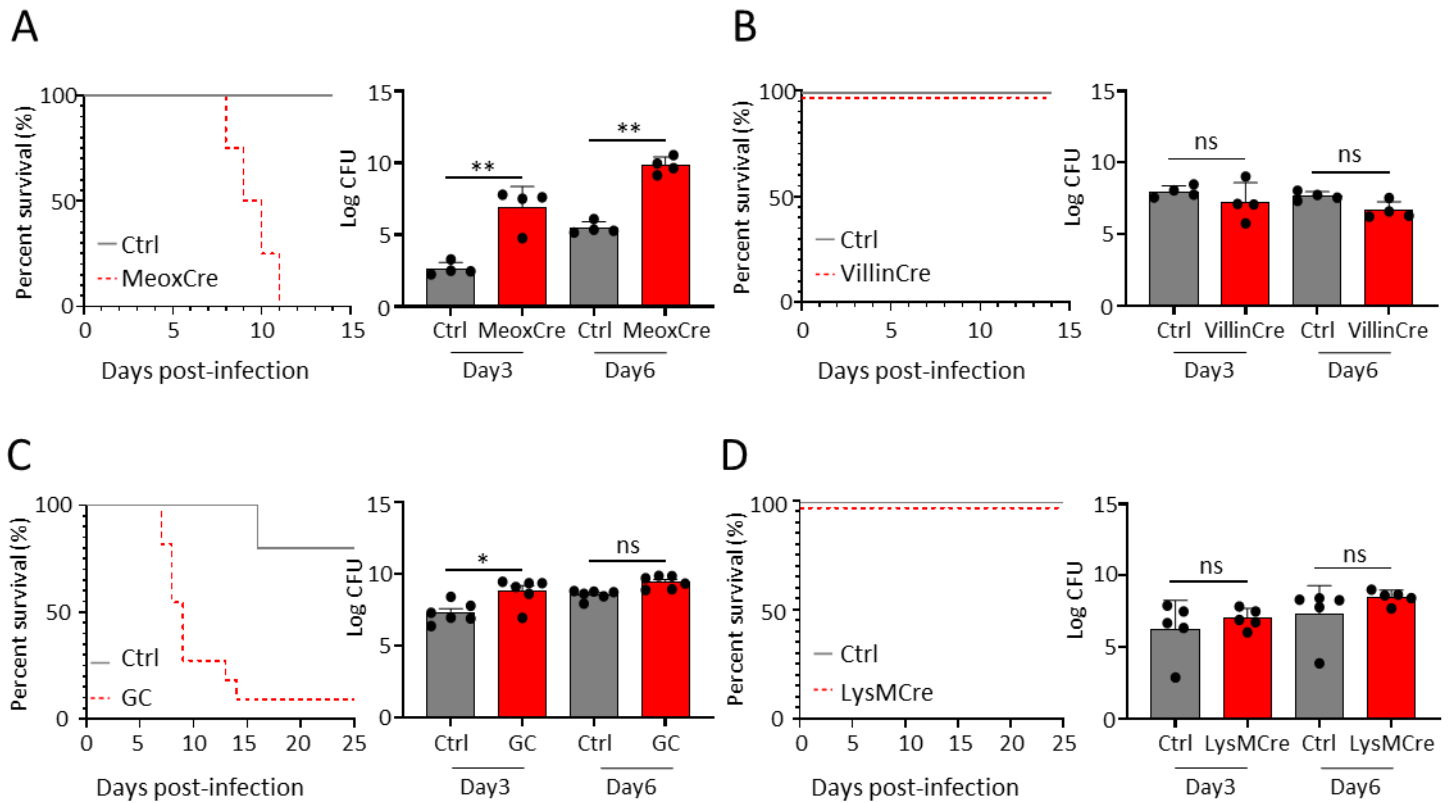 A
Percent survival (%)
100
50
0
Ctrl
MeoxCre
0 5 10 15
Days post-infection
Log CFU
15
10
5
0
**
**
Ctrl MeoxCre Ctrl MeoxCre
Day3 Day6
B
Percent survival (%)
100
50
0
Ctrl
VillinCre
0 5 10 15
Days post-infection
Log CFU
15
10
5
0
ns
ns
Ctrl VillinCre Ctrl VillinCre
Day3 Day6
C
Percent survival (%)
100
50
0
Ctrl
GC
0 5 10 15 20 25
Days post-infection
Log CFU
15
10
5
0
*
ns
Ctrl GC Ctrl GC
Day3 Day6
D
Percent survival (%)
100
50
0
Ctrl
LysMCre
0 5 10 15 20 25
Days post-infection
Log CFU
15
10
5
0
ns
ns
Ctrl LysMCre Ctrl LysMCre
Day3 Day6